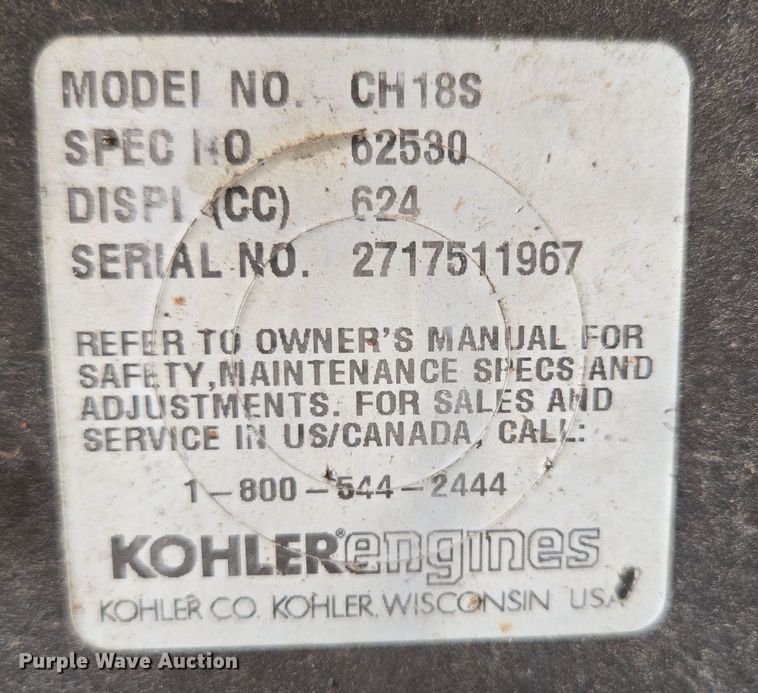 MODEL NO. CH18S
SPEC NO. 62530
DISPL (CC) 624
SERIAL NO. 2717511967
REFER TO OWNER'S MANUAL FOR
SAFETY,MAINTENANCE SPECS AND
ADJUSTMENTS. FOR SALES AND
SERVICE IN US/CANADA, CALL:
1-800-544-2444
KOHLER® engines
KOHLER CO. KOHLER, WISCONSIN USA
Purple Wave Auction